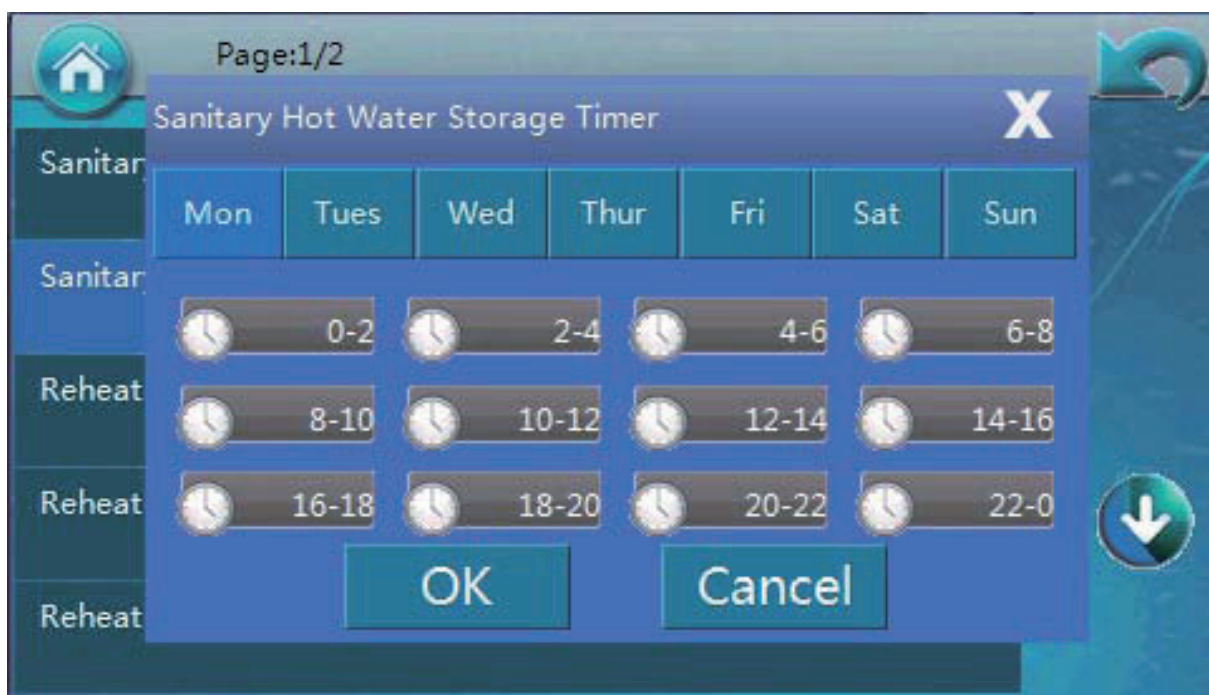 Page:1/2
Sanitary Hot Water Storage Timer X
Sanitar
Mon Tues Wed Thur Fri Sat Sun
Sanitar
0-2 2-4 4-6 6-8
Reheat
8-10 10-12 12-14 14-16
Reheat
16-18 18-20 20-22 22-0
OK Cancel
Reheat